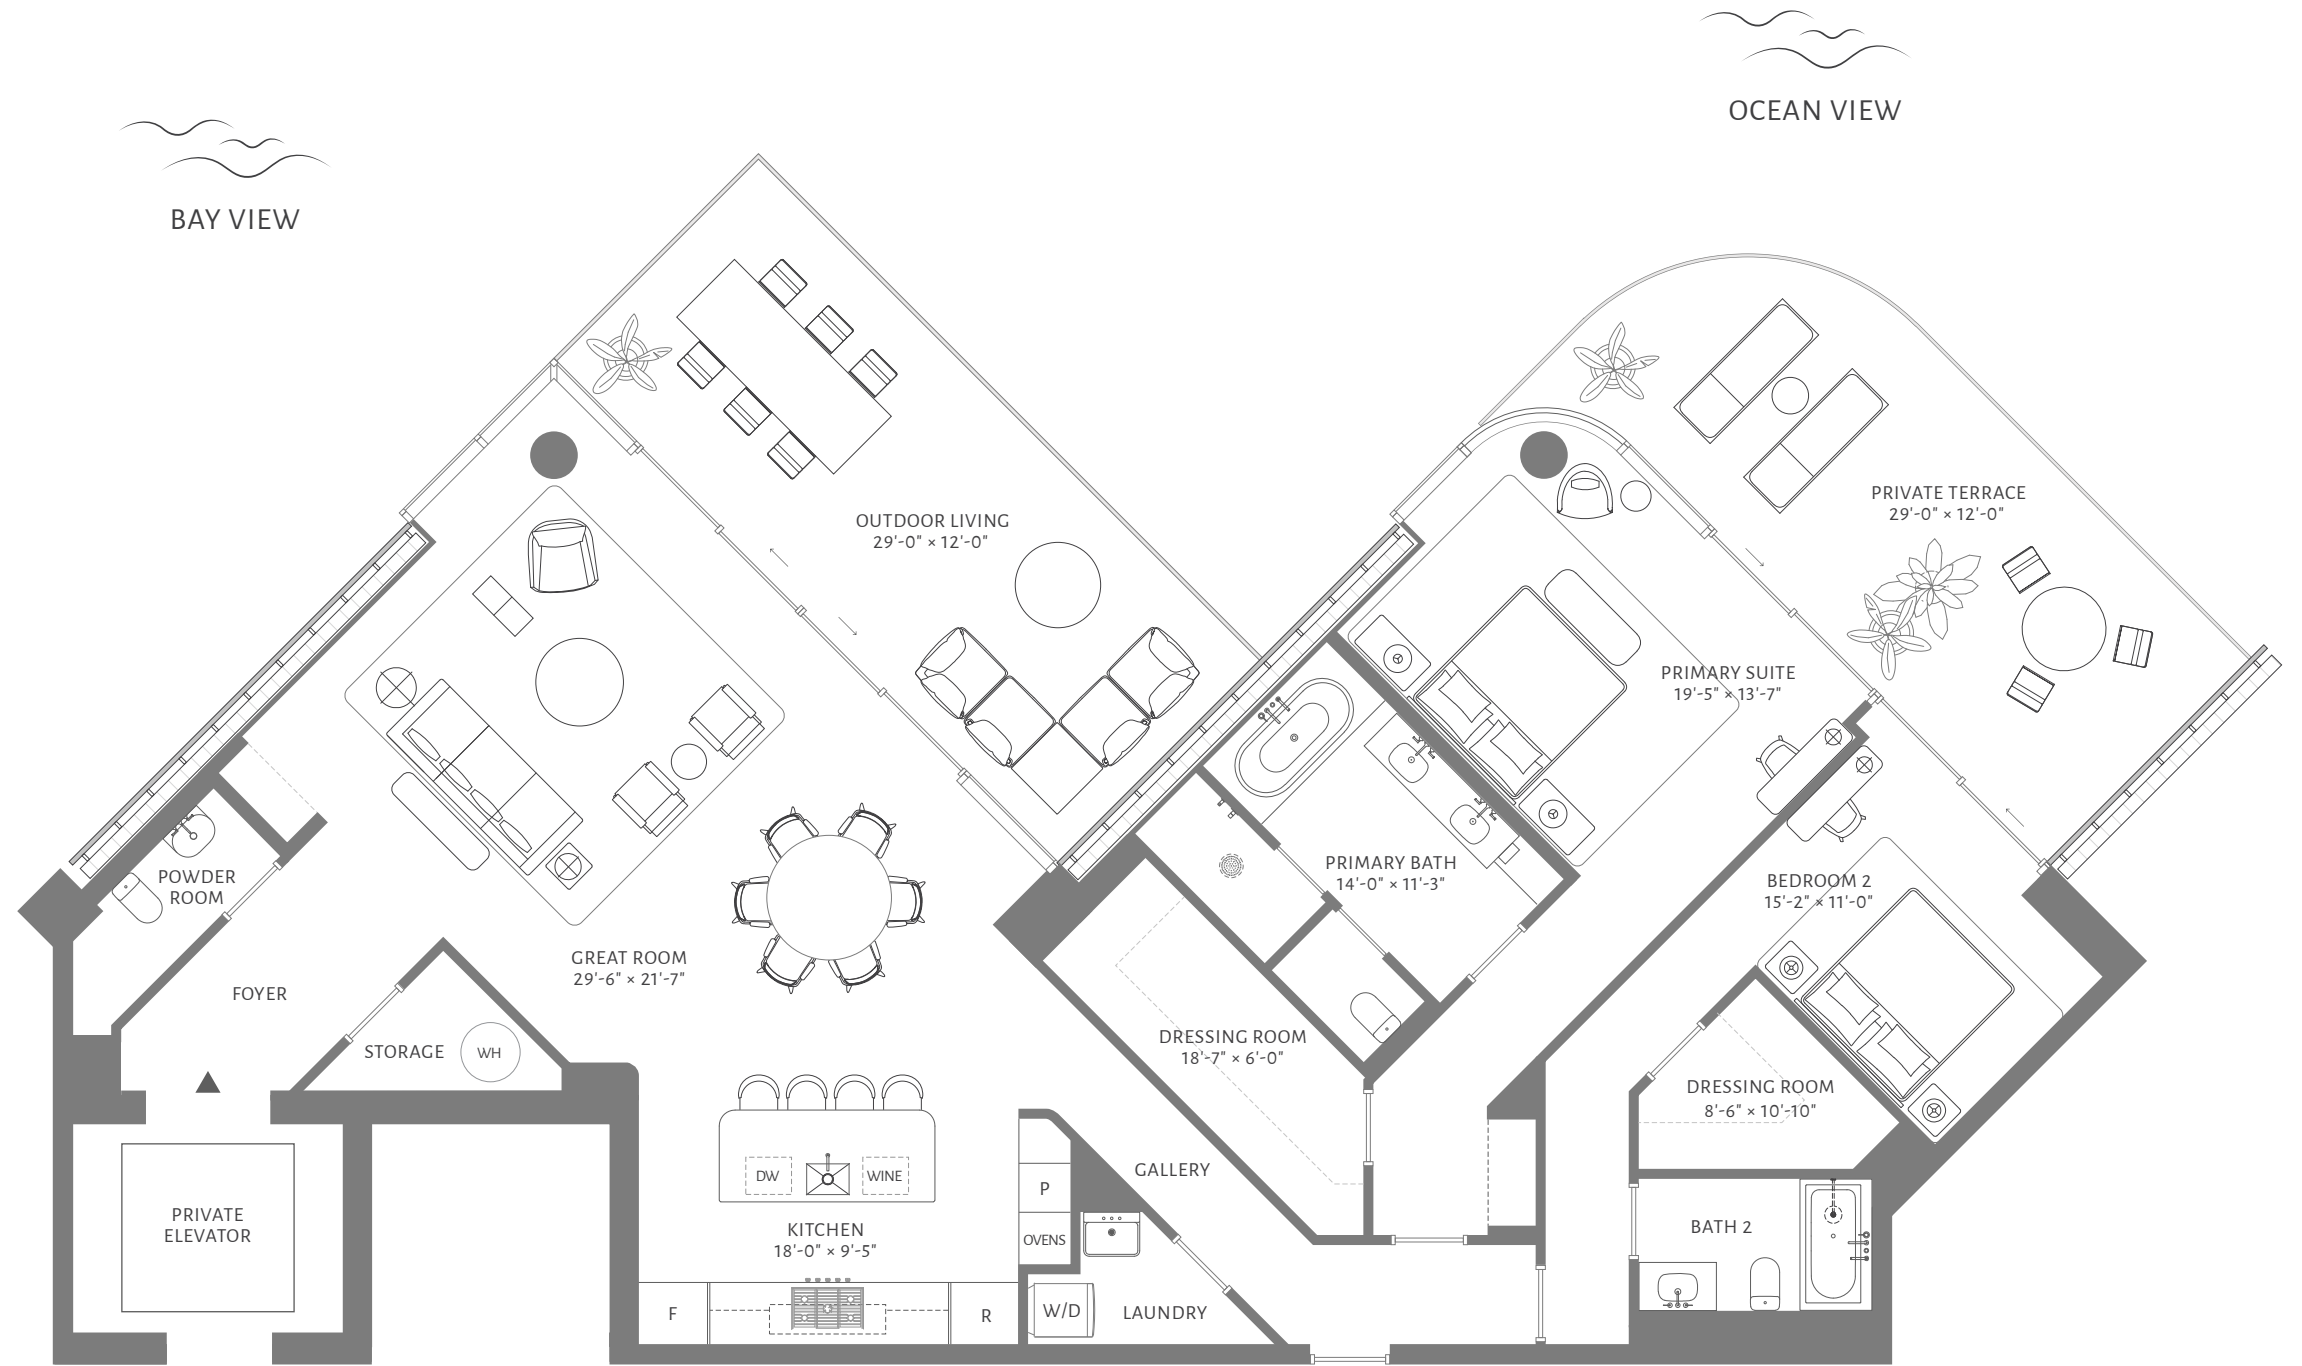 OCEAN VIEW
BAY VIEW
OUTDOOR LIVING
29'-0" × 12'-0"
PRIVATE TERRACE
29'-0" × 12'-0"
PRIMARY SUITE
19'-5" × 13'-7"
POWDER
ROOM
PRIMARY BATH
14'-0" × 11'-3"
BEDROOM 2
15'-2" × 11'-0"
GREAT ROOM
29'-6" × 21'-7"
FOYER
STORAGE
WH
DRESSING ROOM
18'-7" × 6'-0"
DRESSING ROOM
8'-6" × 10'-10"
DW
WINE
GALLERY
P
PRIVATE
ELEVATOR
KITCHEN
18'-0" × 9'-5"
OVENS
BATH 2
F
R
W/D
LAUNDRY